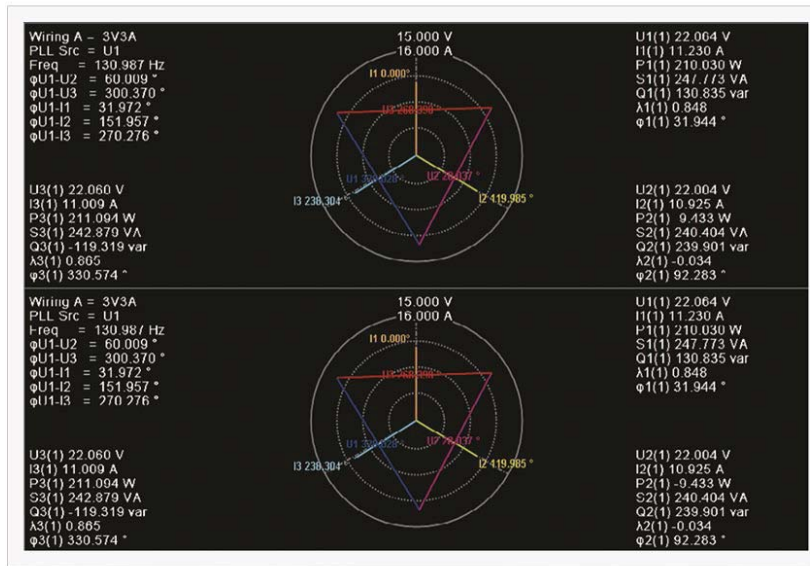 Wiring A = 3V3A
PLL Src = U1
Freq = 130.987 Hz
φU1-U2 = 60.009°
φU1-U3 = 300.370°
φU1-I1 = 31.972°
φU1-I2 = 151.957°
φU1-I3 = 270.276°
15.000 V
16.000 A
U1(1) 22.064 V
I1(1) 11.230 A
P1(1) 210.030 W
S1(1) 247.773 VA
Q1(1) 130.835 var
λ1(1) 0.848
φ1(1) 31.944°
I1 0.000°
I3 238.304°
I2 119.985°
U3(1) 22.060 V
I3(1) 11.009 A
P3(1) 211.094 W
S3(1) 242.879 VA
Q3(1) -119.319 var
λ3(1) 0.865
φ3(1) 330.574°
U2(1) 22.004 V
I2(1) 10.925 A
P2(1) 9.433 W
S2(1) 240.404 VA
Q2(1) 239.901 var
λ2(1) -0.034
φ2(1) 92.283°
Wiring A = 3V3A
PLL Src = U1
Freq = 130.987 Hz
φU1-U2 = 60.009°
φU1-U3 = 300.370°
φU1-I1 = 31.972°
φU1-I2 = 151.957°
φU1-I3 = 270.276°
15.000 V
16.000 A
U1(1) 22.064 V
I1(1) 11.230 A
P1(1) 210.030 W
S1(1) 247.773 VA
Q1(1) 130.835 var
λ1(1) 0.848
φ1(1) 31.944°
I1 0.000°
I3 238.304°
I2 119.985°
U3(1) 22.060 V
I3(1) 11.009 A
P3(1) 211.094 W
S3(1) 242.879 VA
Q3(1) -119.319 var
λ3(1) 0.865
φ3(1) 330.574°
U2(1) 22.004 V
I2(1) 10.925 A
P2(1) -9.433 W
S2(1) 240.404 VA
Q2(1) 239.901 var
λ2(1) -0.034
φ2(1) 92.283°